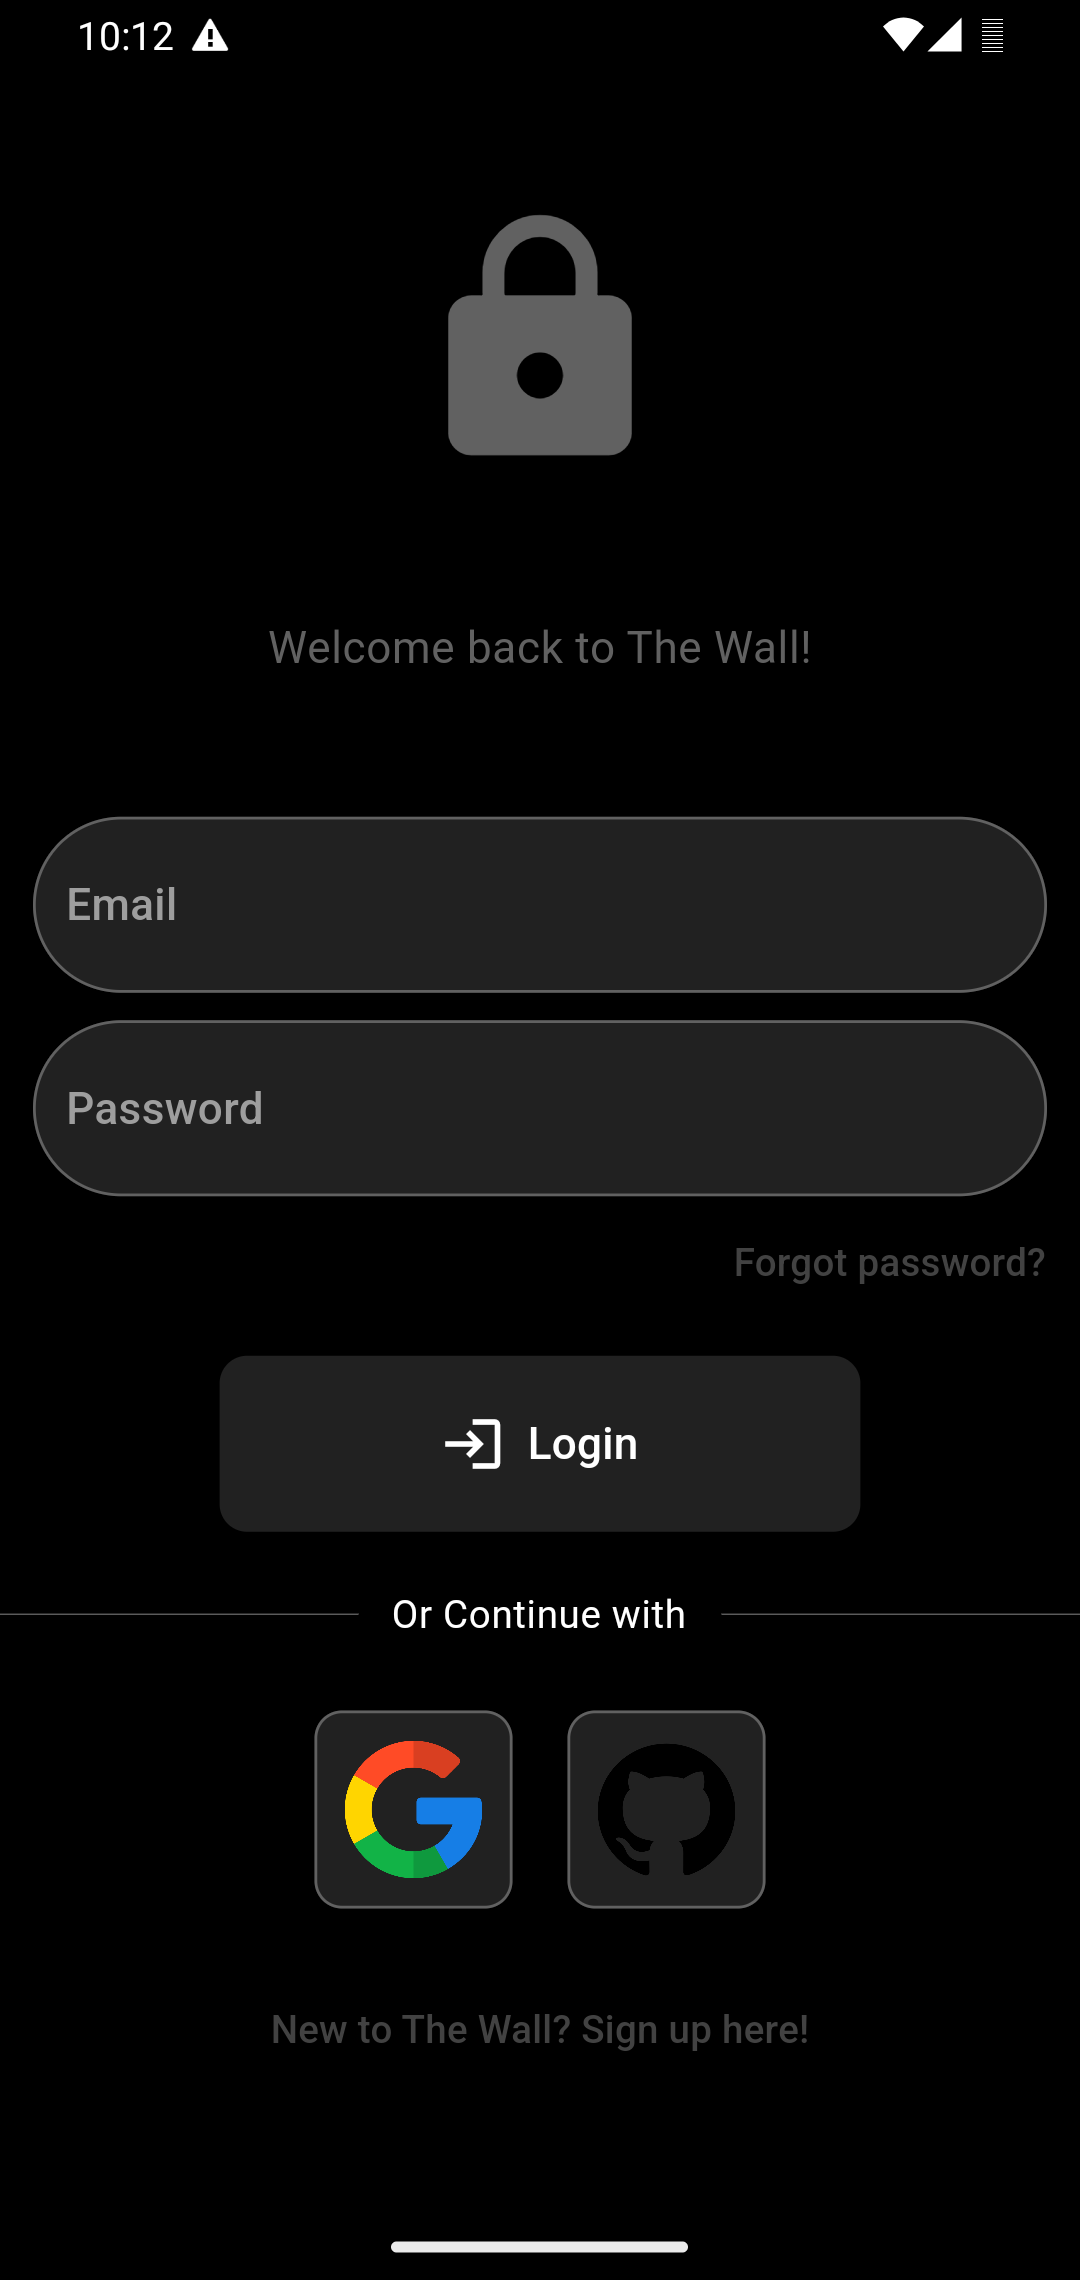 10:12
Welcome back to The Wall!
Email
Password
Forgot password?
Login
Or Continue with
New to The Wall? Sign up here!